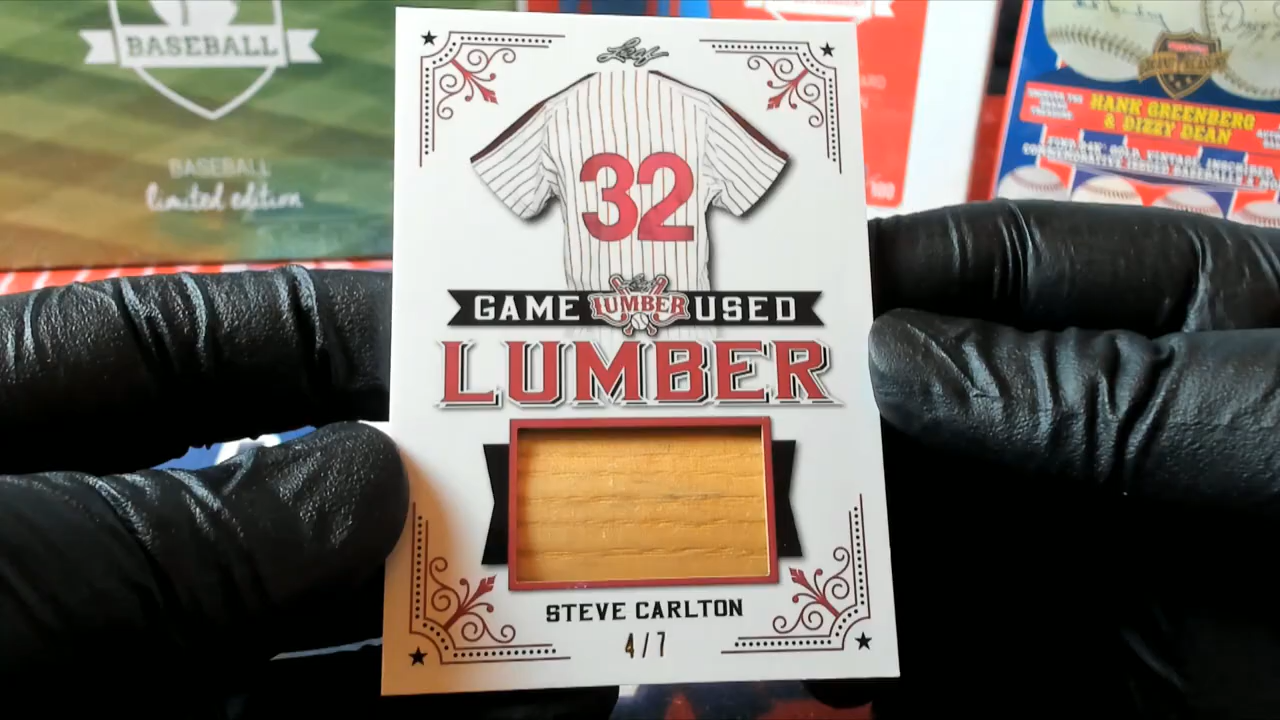 BASEBALL
BASEBALL
limited edition
Leaf
32
GAME LUMBER USED
LUMBER
STEVE CARLTON
4/7
HANK GREENBERG
& DIZZY DEAN